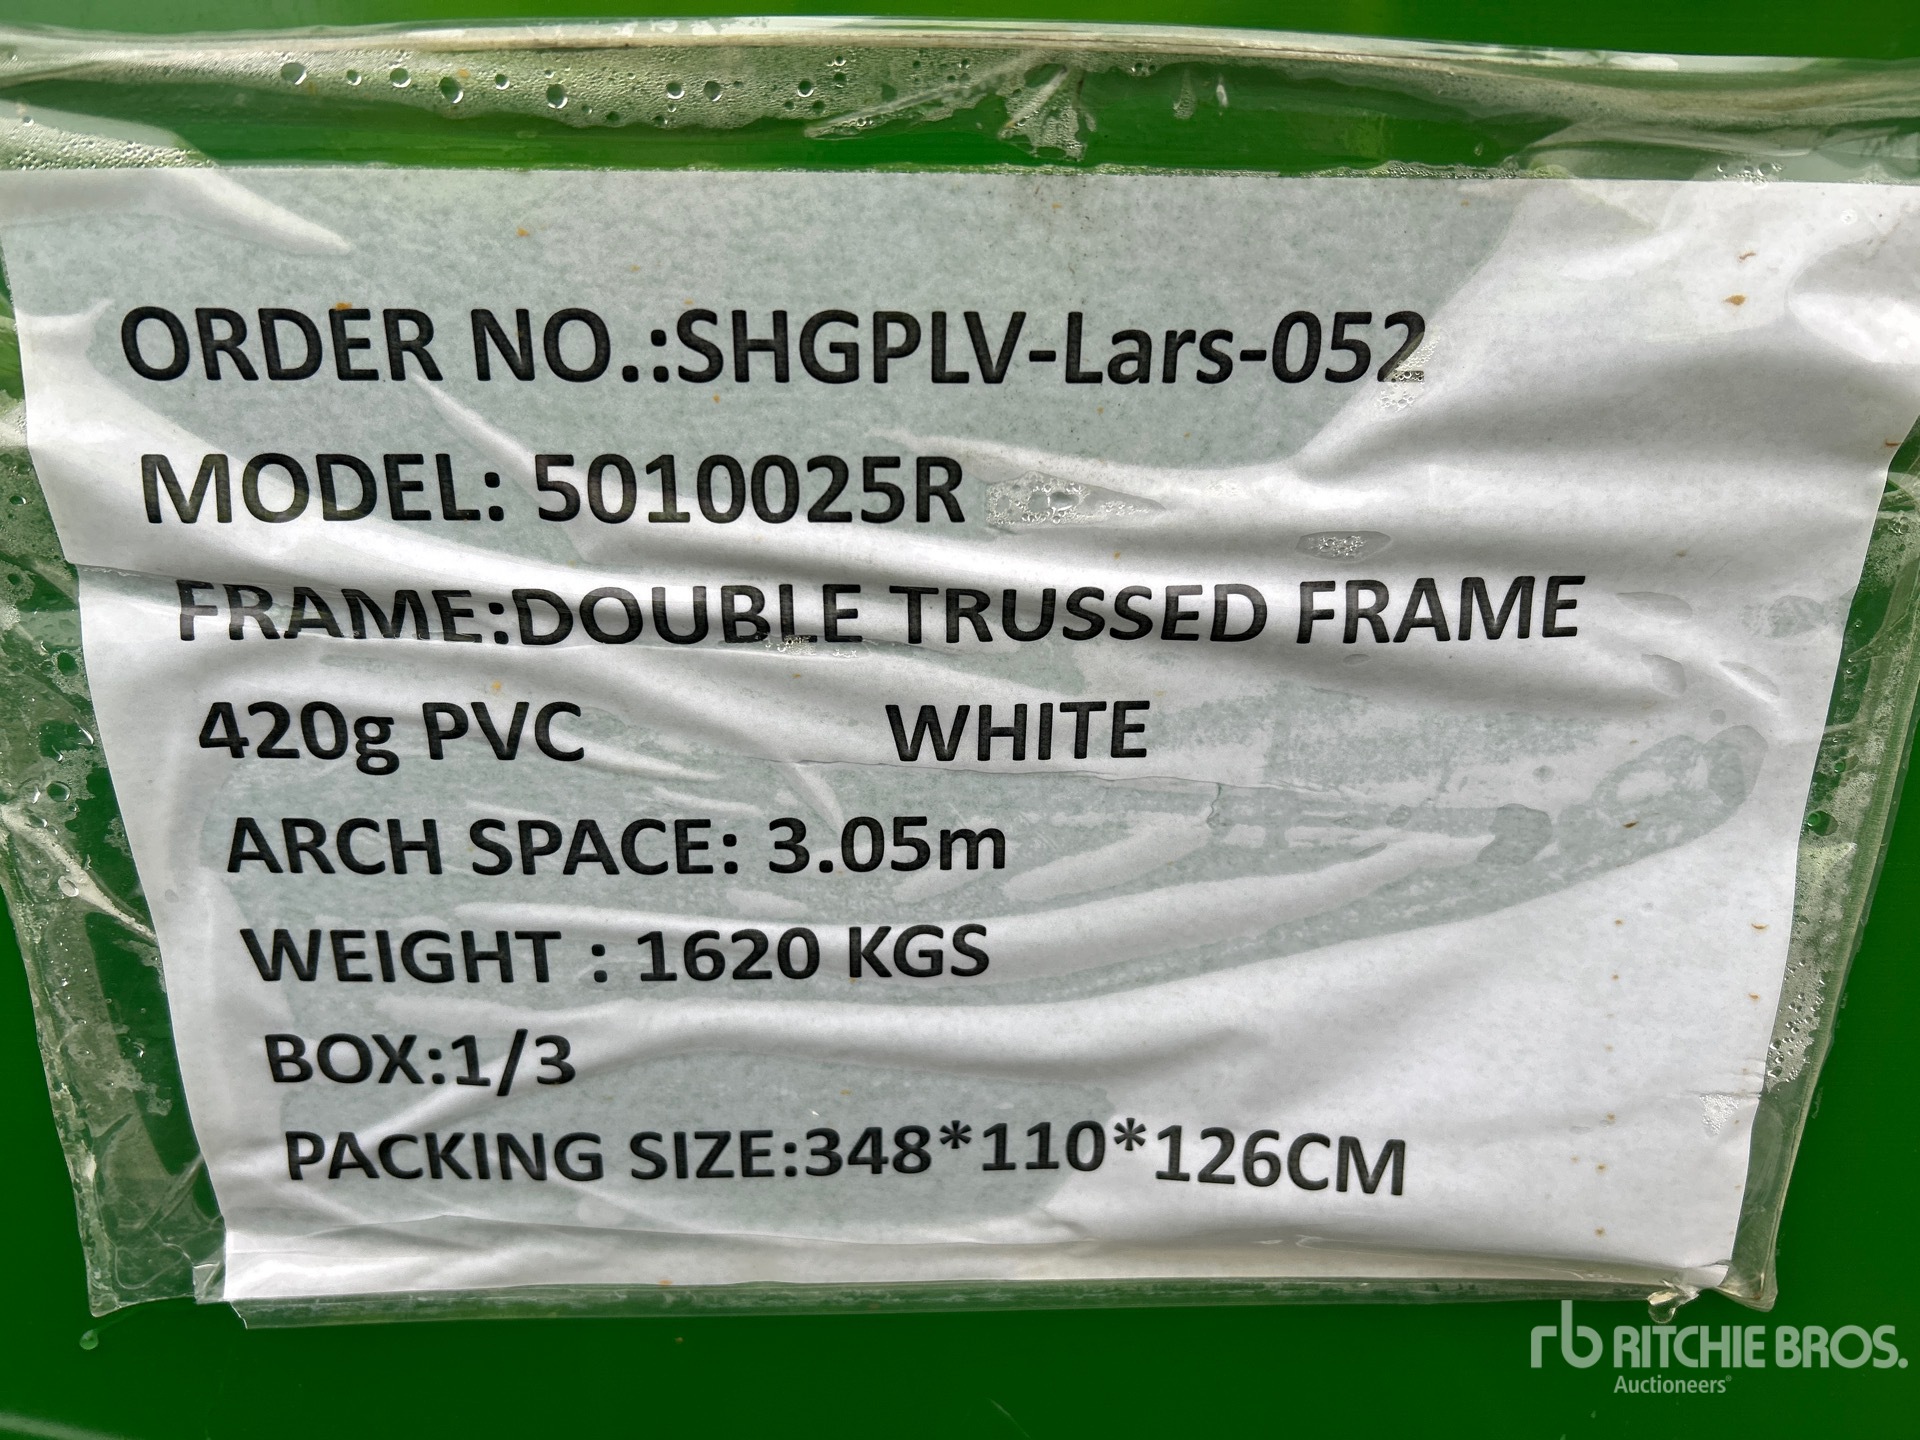 ORDER NO.:SHGPLV-Lars-052
MODEL: 5010025R
FRAME:DOUBLE TRUSSED FRAME
420g PVC WHITE
ARCH SPACE: 3.05m
WEIGHT : 1620 KGS
BOX:1/3
PACKING SIZE:348*110*126CM
rb RITCHIE BROS.
Auctioneers®